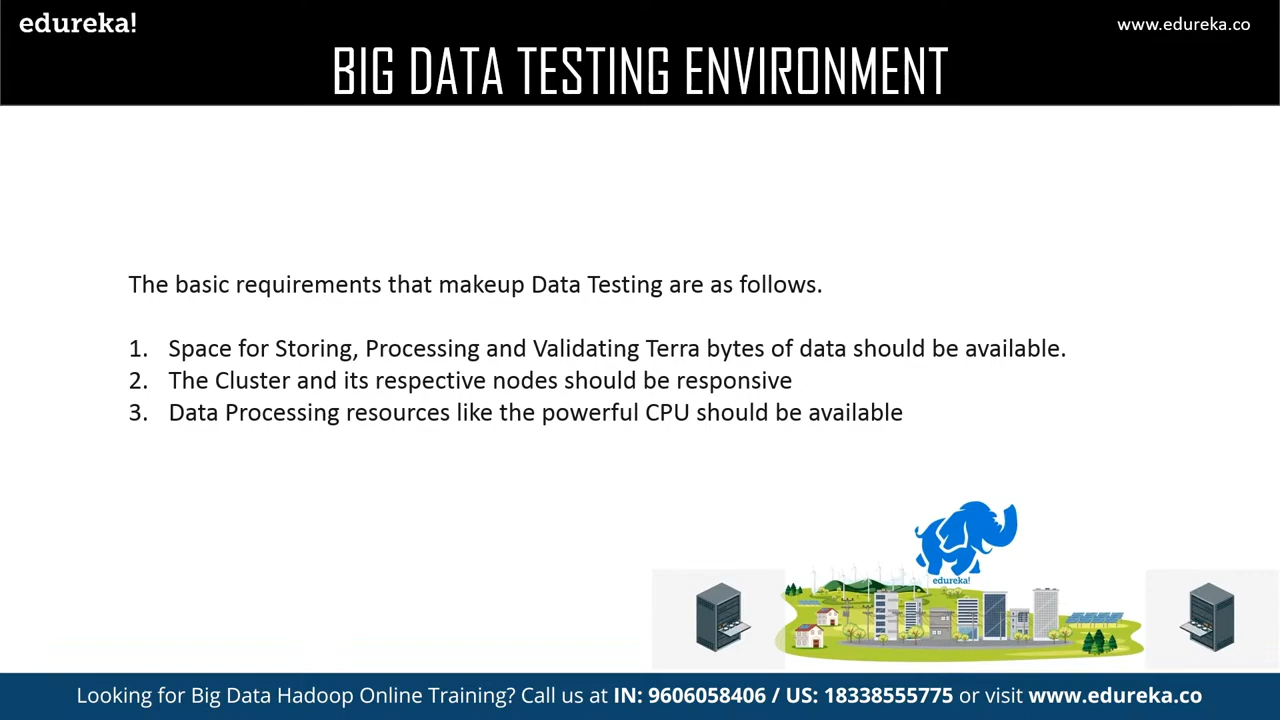 edureka!
www.edureka.co
BIG DATA TESTING ENVIRONMENT
The basic requirements that makeup Data Testing are as follows.
1. Space for Storing, Processing and Validating Terra bytes of data should be available.
2. The Cluster and its respective nodes should be responsive
3. Data Processing resources like the powerful CPU should be available
edureka!
Looking for Big Data Hadoop Online Training? Call us at IN: 9606058406 / US: 18338555775 or visit www.edureka.co